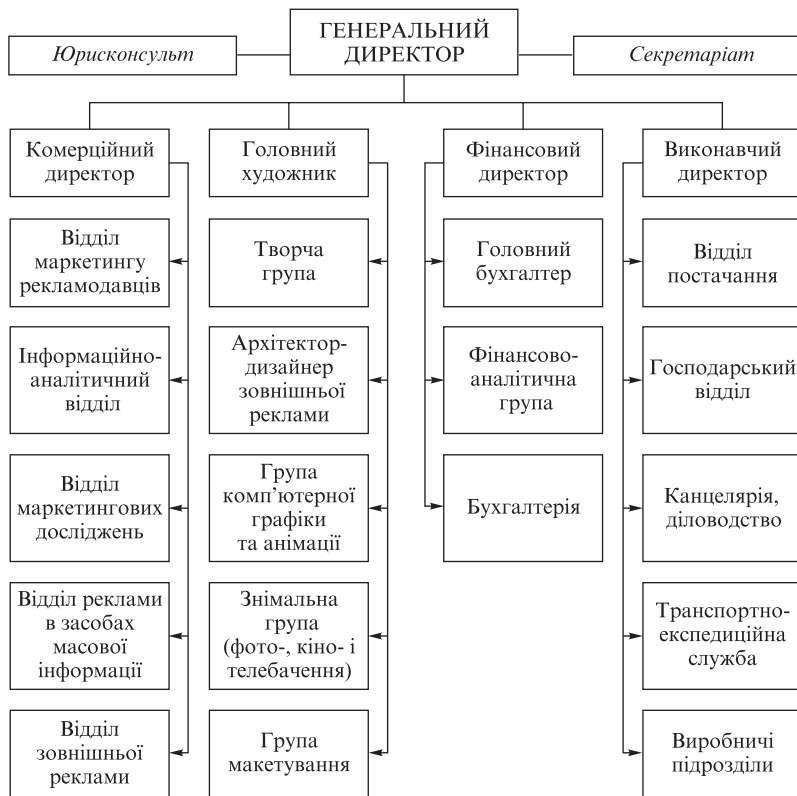 ГЕНЕРАЛЬНИЙ
ДИРЕКТОР
Юрисконсульт
Секретаріат
Комерційний
директор
Головний
художник
Фінансовий
директор
Виконавчий
директор
Відділ
маркетингу
рекламодавців
Творча
група
Головний
бухгалтер
Відділ
постачання
Інформаційно-
аналітичний
відділ
Архітектор-
дизайнер
зовнішньої
реклами
Фінансово-
аналітична
група
Господарський
відділ
Відділ
маркетингових
досліджень
Група
комп’ютерної
графіки
та анімації
Бухгалтерія
Канцелярія,
діловодство
Відділ реклами
в засобах
масової
інформації
Знімальна
група
(фото-, кіно- і
телебачення)
Транспортно-
експедиційна
служба
Відділ
зовнішньої
реклами
Група
макетування
Виробничі
підрозділи